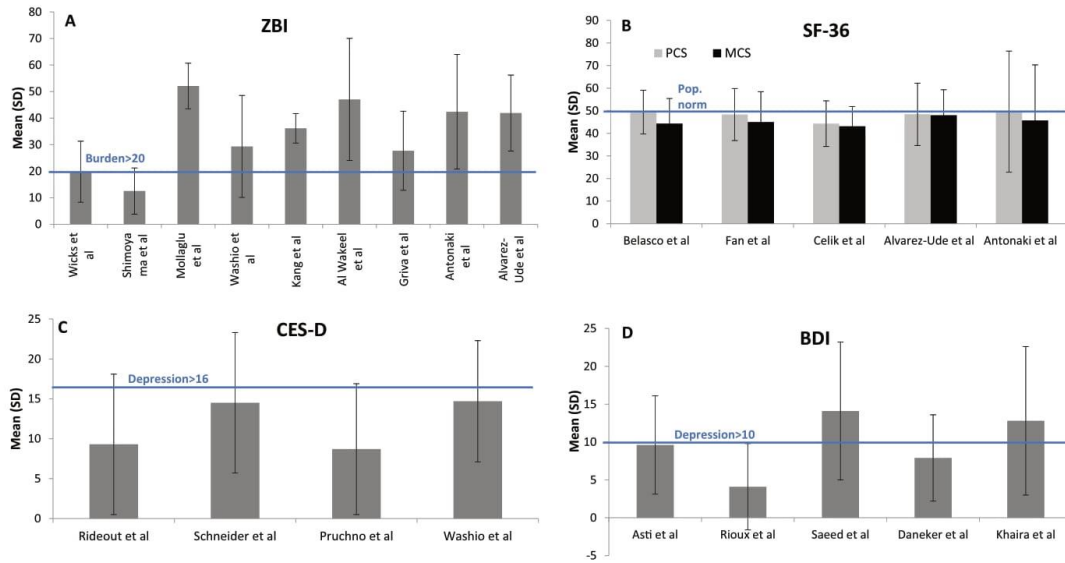 A
ZBI
Mean (SD)
80
70
60
50
40
30
20
10
0
Burden>20
Wicks et
al
Shimoya
ma et al
Mollaglu
et al
Washio et
al
Kang et al
Al Wakeel
et al
Griva et al
Antonaki
et al
Alvarez-
Ude et al
B
SF-36
PCS
MCS
Mean (SD)
90
80
70
60
50
40
30
20
10
0
Pop.
norm
Belasco et al
Fan et al
Celik et al
Alvarez-Ude et al
Antonaki et al
C
CES-D
Mean (SD)
25
20
15
10
5
0
Depression>16
Rideout et al
Schneider et al
Pruchno et al
Washio et al
D
BDI
Mean (SD)
25
20
15
10
5
0
-5
Depression>10
Asti et al
Rioux et al
Saeed et al
Daneker et al
Khaira et al